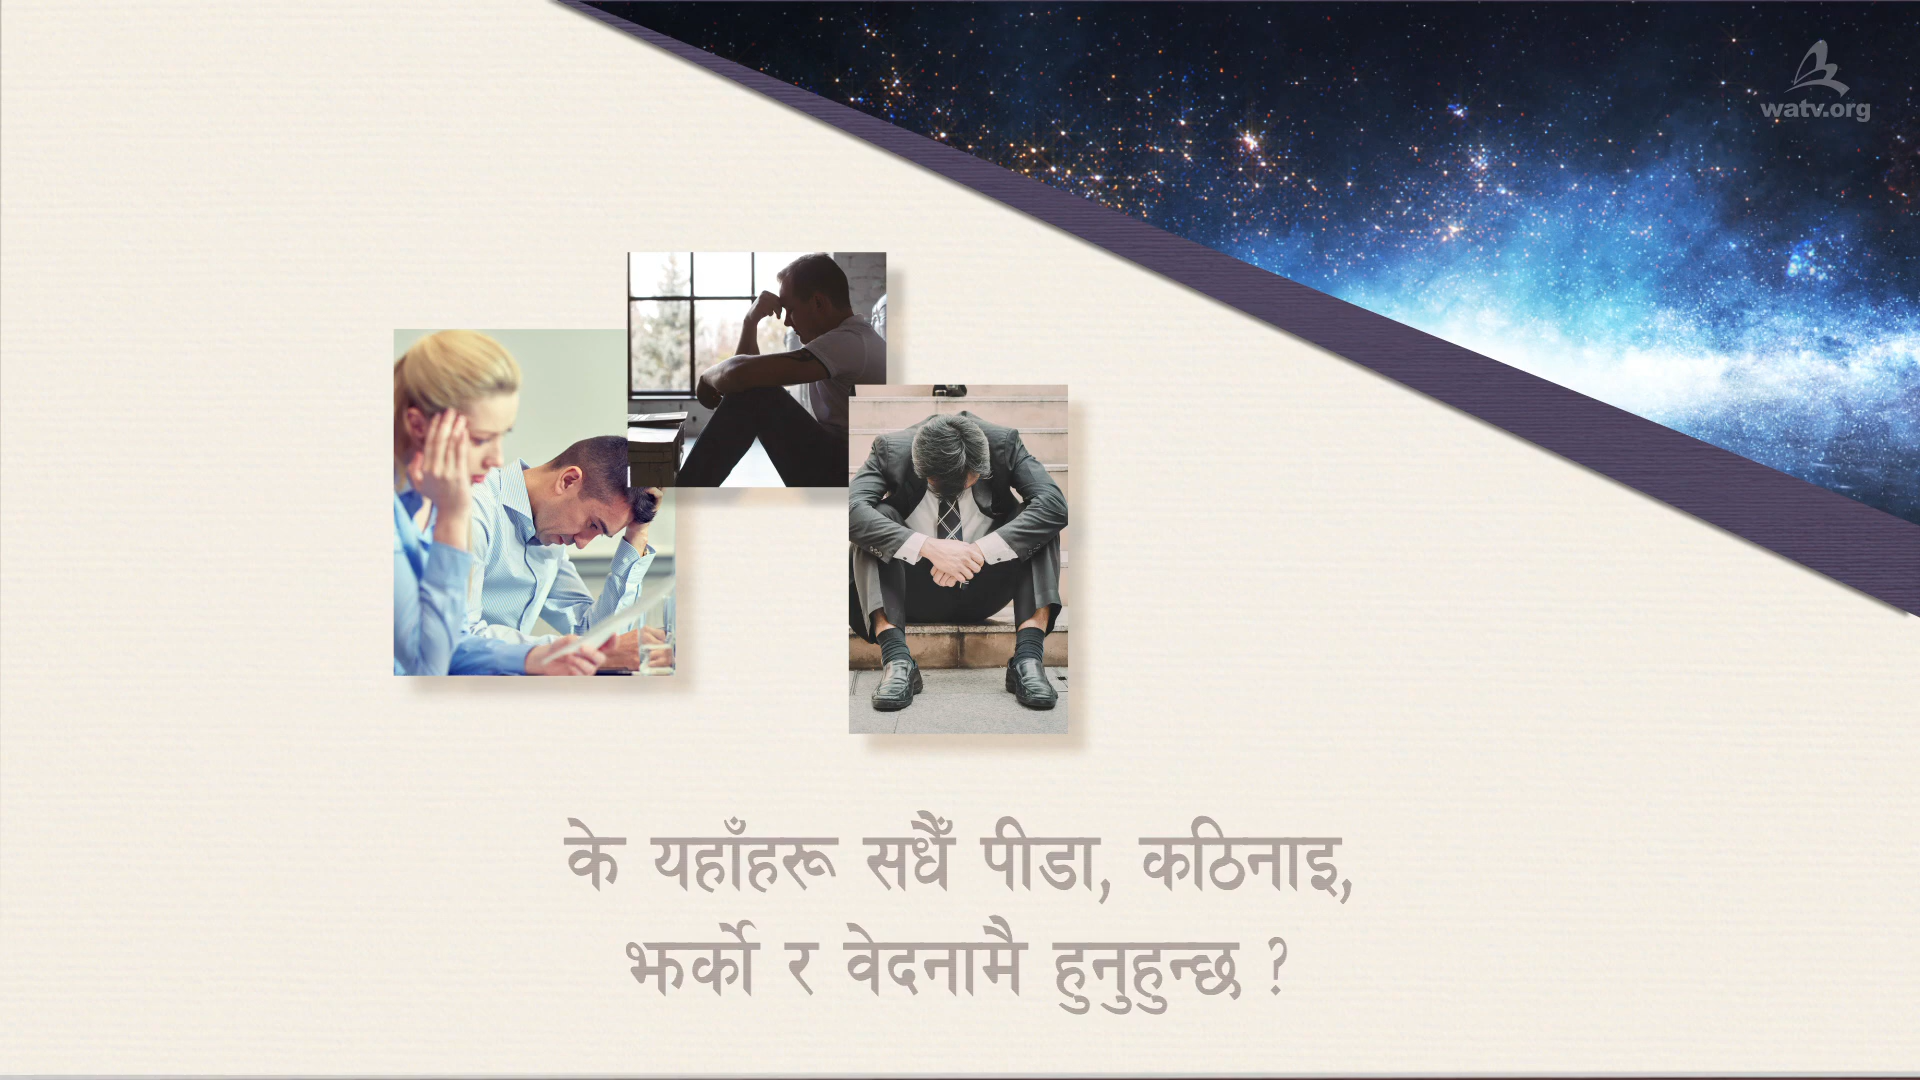 watv.org
के यहाँहरू सधैँ पीडा, कठिनाइ,
झर्को र वेदनामै हुनुहुन्छ ?